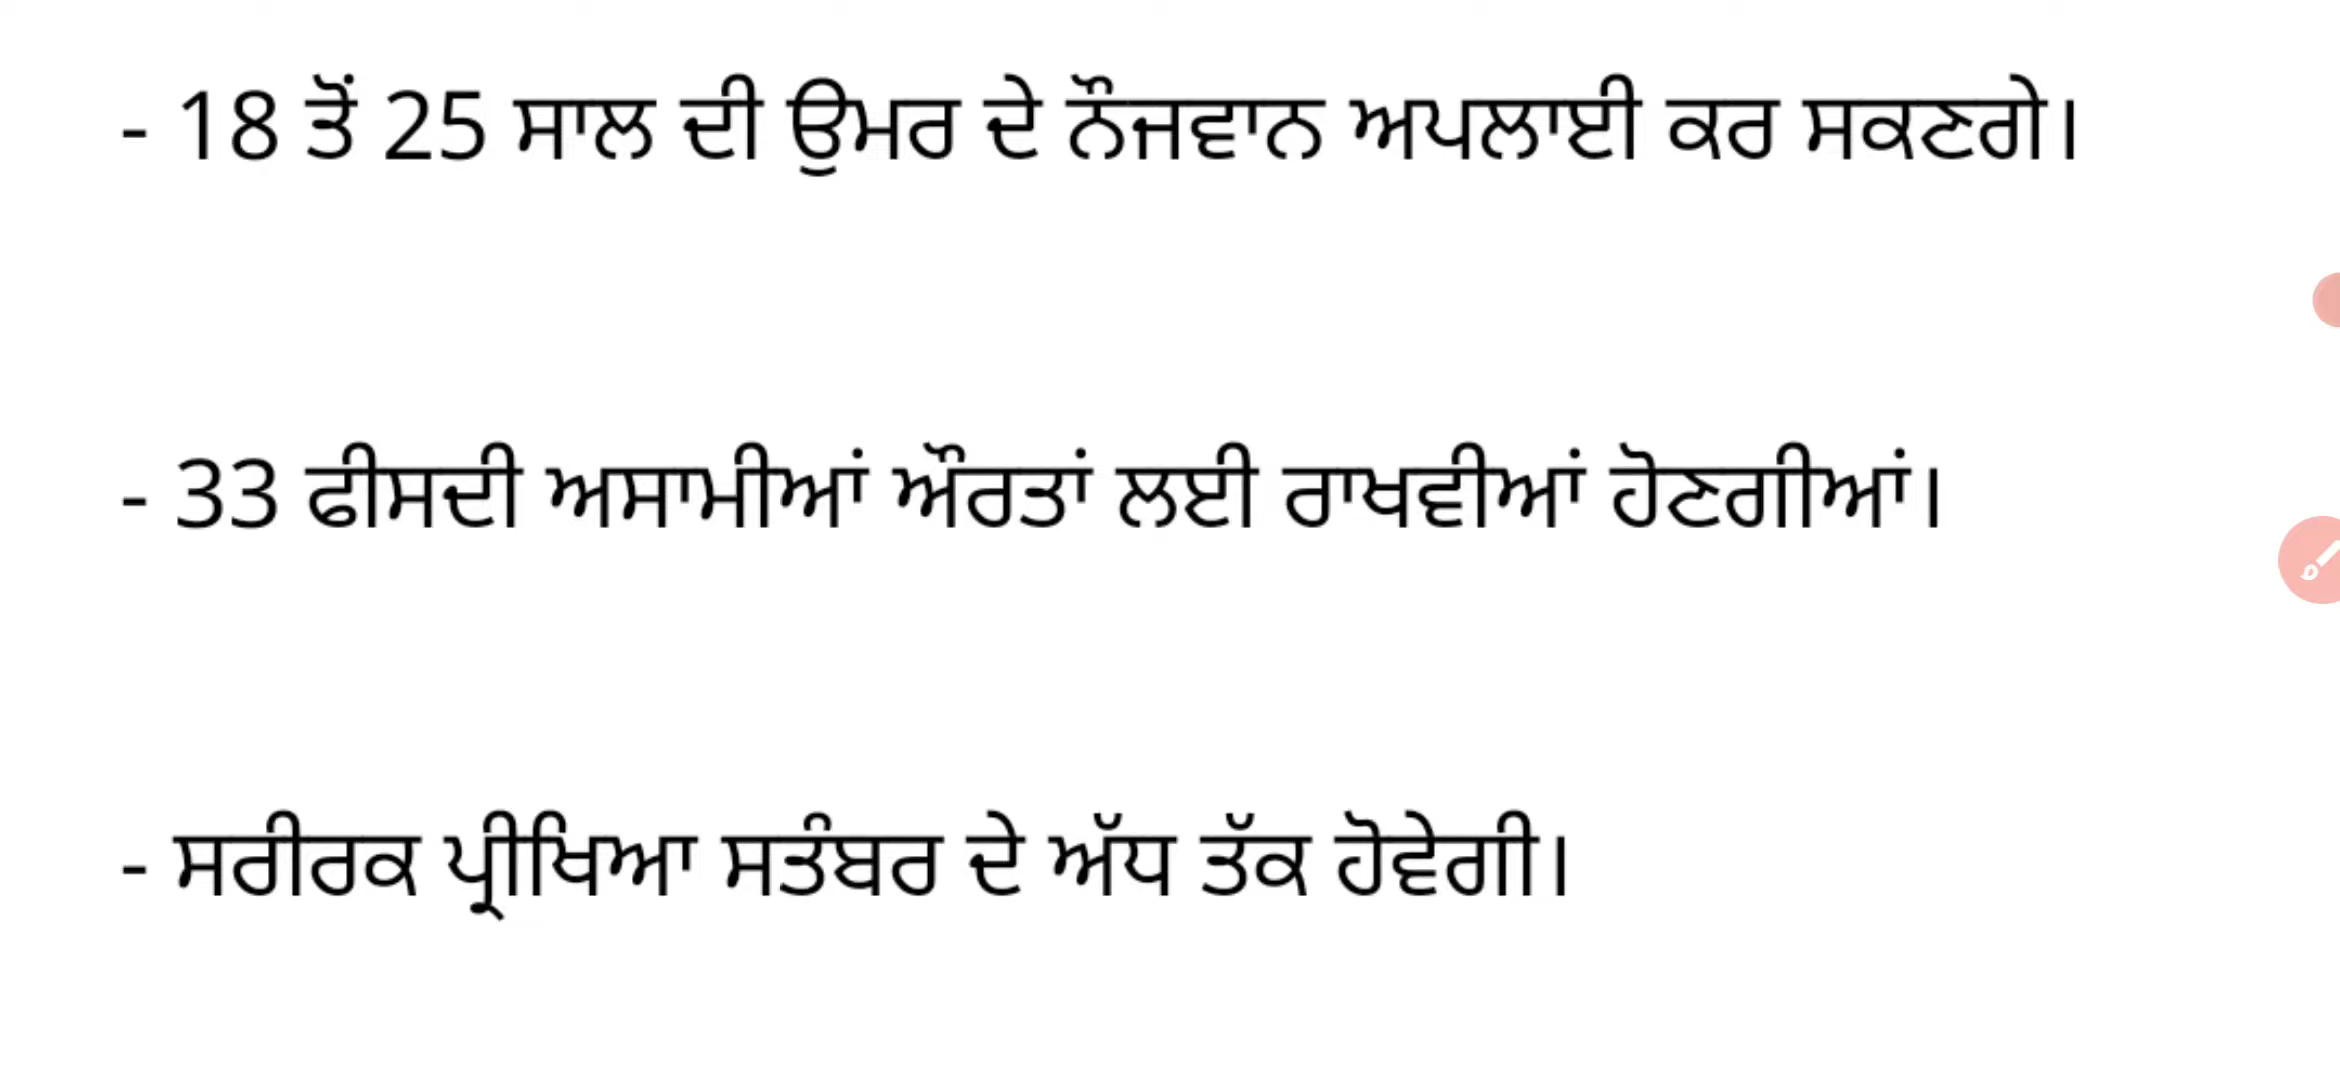 - 18 ਤੋਂ 25 ਸਾਲ ਦੀ ਉਮਰ ਦੇ ਨੌਜਵਾਨ ਅਪਲਾਈ ਕਰ ਸਕਣਗੇ।
- 33 ਫੀਸਦੀ ਅਸਾਮੀਆਂ ਔਰਤਾਂ ਲਈ ਰਾਖਵੀਆਂ ਹੋਣਗੀਆਂ।
- ਸਰੀਰਕ ਪ੍ਰੀਖਿਆ ਸਤੰਬਰ ਦੇ ਅੱਧ ਤੱਕ ਹੋਵੇਗੀ।